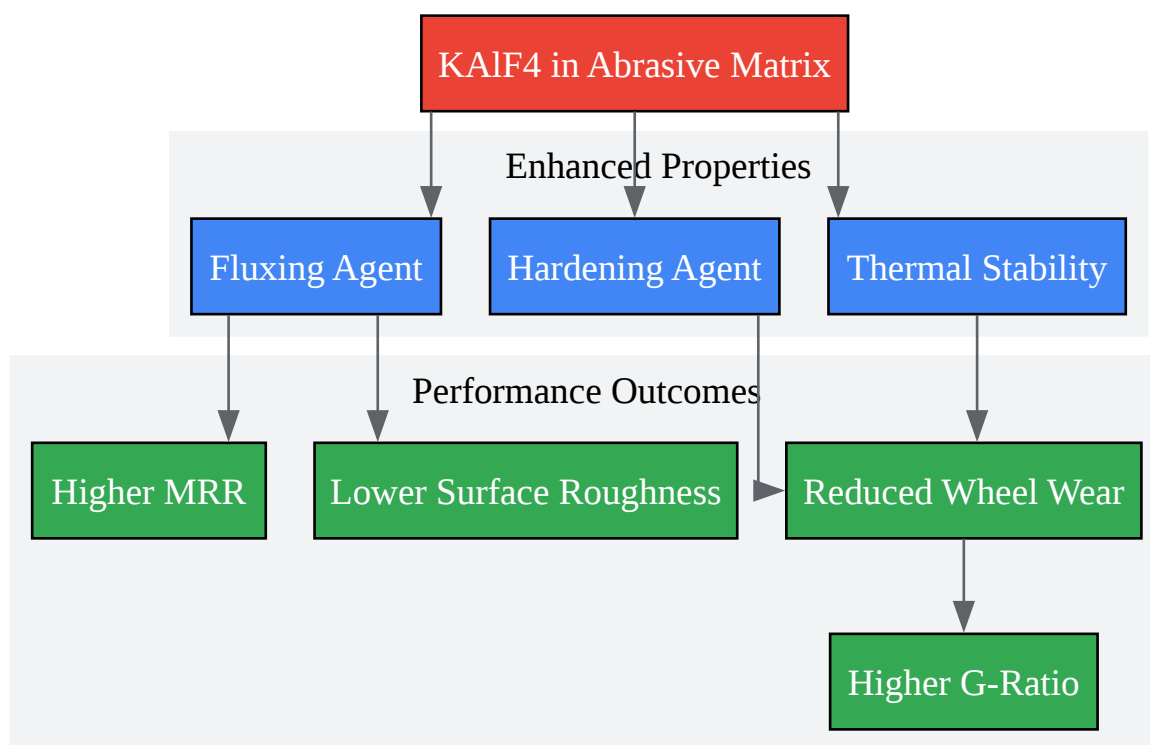 KAlF4 in Abrasive Matrix
Enhanced Properties
Fluxing Agent
Hardening Agent
Thermal Stability
Performance Outcomes
Higher MRR
Lower Surface Roughness
Reduced Wheel Wear
Higher G-Ratio